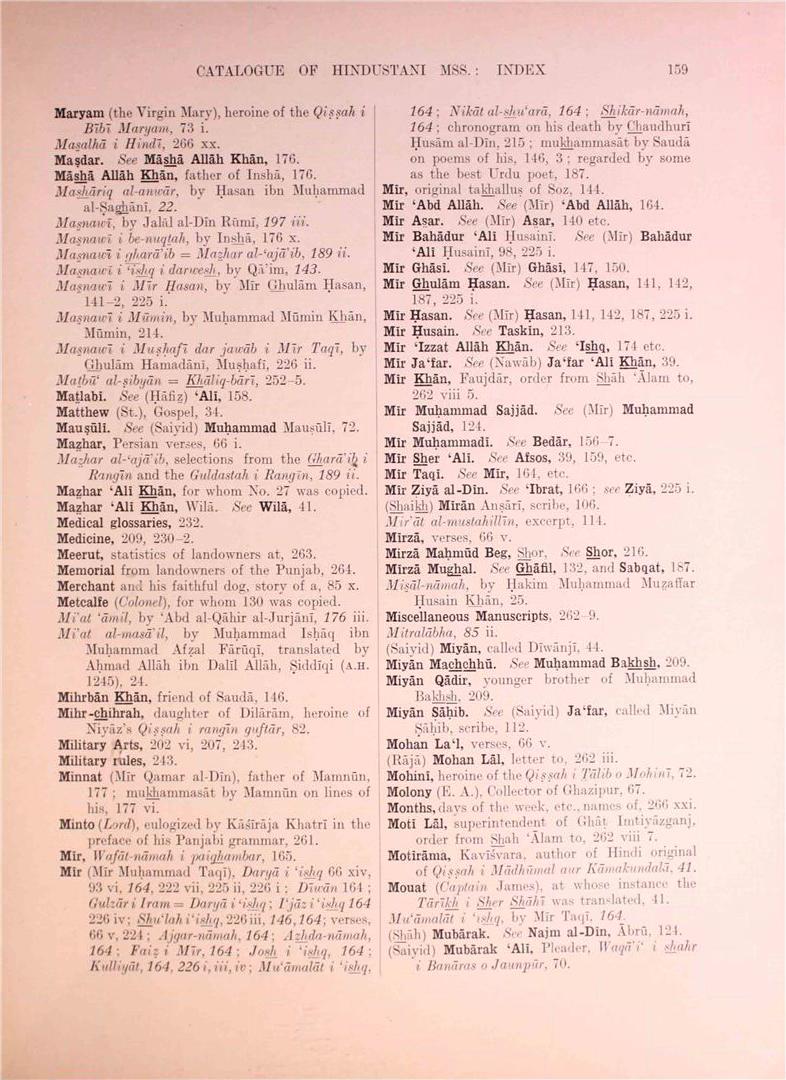 CATALOGUE OF HINDUSTANI MSS.: INDEX 159
Maryam (the Virgin Mary), heroine of the Qiṣṣah i
Bībī Maryam, 73 i.
Maṣalhā i Hindī, 266 xx.
Maṣdar. See Māshā Allāh Khān, 176.
Māshā Allāh Khān, father of Inshā, 176.
Mashāriq al-anwār, by Ḥasan ibn Muḥammad
al-Ṣaghānī, 22.
Maṣnawī, by Jalāl al-Dīn Rūmī, 197 iii.
Maṣnawī i be-nuqṭah, by Inshā, 176 x.
Maṣnawī i gharā'ib = Maẓhar al-‘ajā'ib, 189 ii.
Maṣnawī i ‘ishq i darwesh, by Qā'im, 143.
Maṣnawī i Mīr Ḥasan, by Mīr Ghulām Ḥasan,
141-2, 225 i.
Maṣnawī i Mūmin, by Muḥammad Mūmin Khān,
Mūmin, 214.
Maṣnawī i Muṣḥafī dar jawāb i Mīr Taqī, by
Ghulām Hamadānī, Muṣḥafī, 226 ii.
Maṭbū‘ al-ṣibyān = Khāliq-bārī, 252-5.
Maṭlabī. See (Ḥāfiẓ) ‘Alī, 158.
Matthew (St.), Gospel, 34.
Mauṣūlī. See (Saiyid) Muḥammad Mauṣūlī, 72.
Maẓhar, Persian verses, 66 i.
Maẓhar al-‘ajā'ib, selections from the Gharā'ib i
Rangīn and the Guldastah i Rangīn, 189 ii.
Maẓhar ‘Alī Khān, for whom No. 27 was copied.
Maẓhar ‘Alī Khān, Wilā. See Wilā, 41.
Medical glossaries, 232.
Medicine, 209, 230-2.
Meerut, statistics of landowners at, 263.
Memorial from landowners of the Punjab, 264.
Merchant and his faithful dog, story of a, 85 x.
Metcalfe (Colonel), for whom 130 was copied.
Mi'at ‘āmil, by ‘Abd al-Qāhir al-Jurjānī, 176 iii.
Mi'at al-masā'il, by Muḥammad Isḥāq ibn
Muḥammad Afẓal Fārūqī, translated by
Aḥmad Allāh ibn Dalīl Allāh, Ṣiddīqī (A.H.
1245), 24.
Mihrbān Khān, friend of Saudā, 146.
Mihr-chihrah, daughter of Dilārām, heroine of
Niyāz's Qiṣṣah i rangīn guftār, 82.
Military Arts, 202 vi, 207, 243.
Military rules, 243.
Minnat (Mīr Qamar al-Dīn), father of Mamnūn,
177; mukhammasāt by Mamnūn on lines of
his, 177 vi.
Minto (Lord), eulogized by Kāśīrāja Khatrī in the
preface of his Panjabi grammar, 261.
Mīr, Wafāt-nāmah i paighambar, 165.
Mīr (Mīr Muḥammad Taqī), Daryā i ‘ishq 66 xiv,
93 vi, 164, 222 vii, 225 ii, 226 i; Dīwān 164;
Gulzār i Iram = Daryā i ‘ishq; I‘jāz i ‘ishq 164
226 iv; Shu‘lah i ‘ishq, 226 iii, 146, 164; verses,
66 v, 224; Ajgar-nāmah, 164; Azhda-nāmah,
164; Faiẓ i Mīr, 164; Josh i ‘ishq, 164;
Kulliyāt, 164, 226 i, iii, iv; Mu‘āmalāt i ‘ishq,
164; Nikāt al-shu‘arā, 164; Shikār-nāmah,
164; chronogram on his death by Chaudhurī
Ḥusām al-Dīn, 215; mukhammasāt by Saudā
on poems of his, 146, 3; regarded by some
as the best Urdu poet, 187.
Mīr, original takhallus of Soz, 144.
Mīr ‘Abd Allāh. See (Mīr) ‘Abd Allāh, 164.
Mīr Aṣar. See (Mīr) Aṣar, 140 etc.
Mīr Bahādur ‘Alī Ḥusainī. See (Mīr) Bahādur
‘Alī Ḥusainī, 98, 225 i.
Mīr Ghāsī. See (Mīr) Ghāsī, 147, 150.
Mīr Ghulām Ḥasan. See (Mīr) Ḥasan, 141, 142,
187, 225 i.
Mīr Ḥasan. See (Mīr) Ḥasan, 141, 142, 187, 225 i.
Mīr Ḥusain. See Taskīn, 213.
Mīr ‘Izzat Allāh Khān. See ‘Ishq, 174 etc.
Mīr Ja‘far. See (Nawāb) Ja‘far ‘Alī Khān, 39.
Mīr Khān, Faujdār, order from Shāh ‘Ālam to,
262 viii 5.
Mīr Muḥammad Sajjād. See (Mīr) Muḥammad
Sajjād, 124.
Mīr Muḥammadī. See Bedār, 156-7.
Mīr Sher ‘Alī. See Afsos, 39, 159, etc.
Mīr Taqī. See Mīr, 164, etc.
Mīr Ziyā al-Dīn. See ‘Ibrat, 166; see Ziyā, 225 i.
(Shaikh) Mīrān Anṣārī, scribe, 106.
Mir'āt al-mustahillīn, excerpt, 114.
Mīrzā, verses, 66 v.
Mīrzā Maḥmūd Beg, Shor. See Shor, 216.
Mīrzā Mughal. See Ghāfil, 132, and Sabqat, 187.
Miṣāl-nāmah, by Ḥakīm Muḥammad Muẓaffar
Ḥusain Khān, 25.
Miscellaneous Manuscripts, 262-9.
Mitralābha, 85 ii.
(Saiyid) Miyān, called Dīwānjī, 44.
Miyān Machchhū. See Muḥammad Bakhsh, 209.
Miyān Qādir, younger brother of Muḥammad
Bakhsh, 209.
Miyān Ṣāḥib. See (Saiyid) Ja‘far, called Miyān
Ṣāḥib, scribe, 112.
Mohan La‘l, verses, 66 v.
(Rājā) Mohan Lāl, letter to, 262 iii.
Mohinī, heroine of the Qiṣṣah i Ṭālib o Mohinī, 72.
Molony (E. A.), Collector of Ghazipur, 67.
Months, days of the week, etc., names of, 266 xxi.
Motī Lāl, superintendent of Ghāṭ Imtiyāzganj,
order from Shah ‘Ālam to, 262 viii 7.
Motīrāma, Kavīśvara, author of Hindi original
of Qiṣṣah i Mādhūmal aur Kāmakundalā, 41.
Mouat (Captain James), at whose instance the
Tārīkh i Sher Shāhī was translated, 41.
Mu‘āmalāt i ‘ishq, by Mīr Taqī, 164.
(Shāh) Mubārak. See Najm al-Dīn, Ābrū, 124.
(Saiyid) Mubārak ‘Alī, Pleader, Waqā'i‘ i shahr
i Banāras o Jaunpūr, 70.